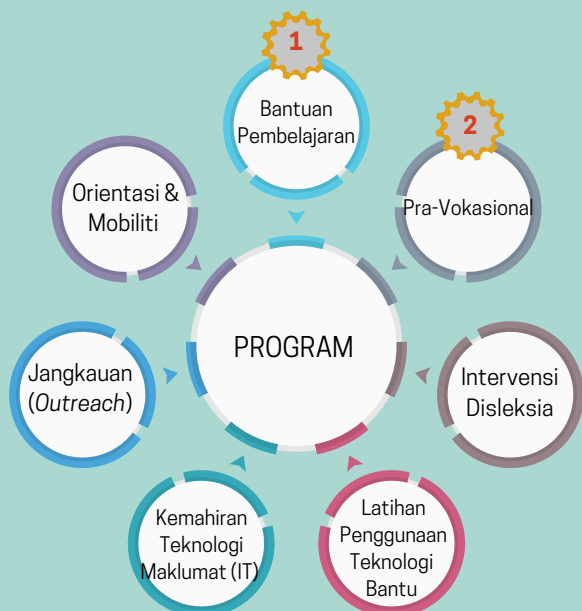 1
Bantuan
Pembelajaran
2
Pra-Vokasional
Orientasi &
Mobiliti
PROGRAM
Jangkauan
(Outreach)
Intervensi
Disleksia
Kemahiran
Teknologi
Maklumat (IT)
Latihan
Penggunaan
Teknologi
Bantu